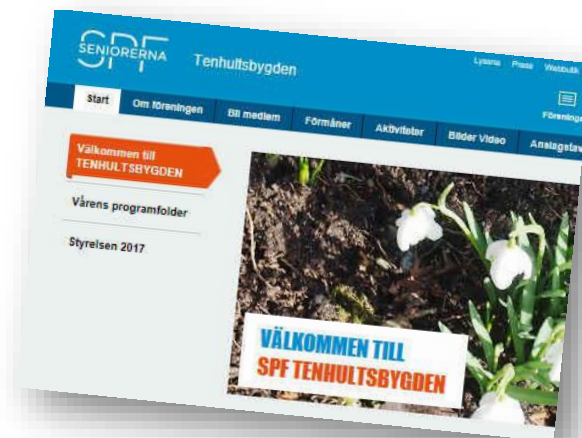 SPF
SENIORERNA
Tenhultsbygden
Lyssna Press Webbutik
Start Om föreningen Bli medlem Förmåner Aktiviteter Bilder Video
Välkommen till
TENHULTSBYGDEN
Vårens programfolder
Styrelsen 2017
VÄLKOMMEN TILL
SPF TENHULTSBYGDEN